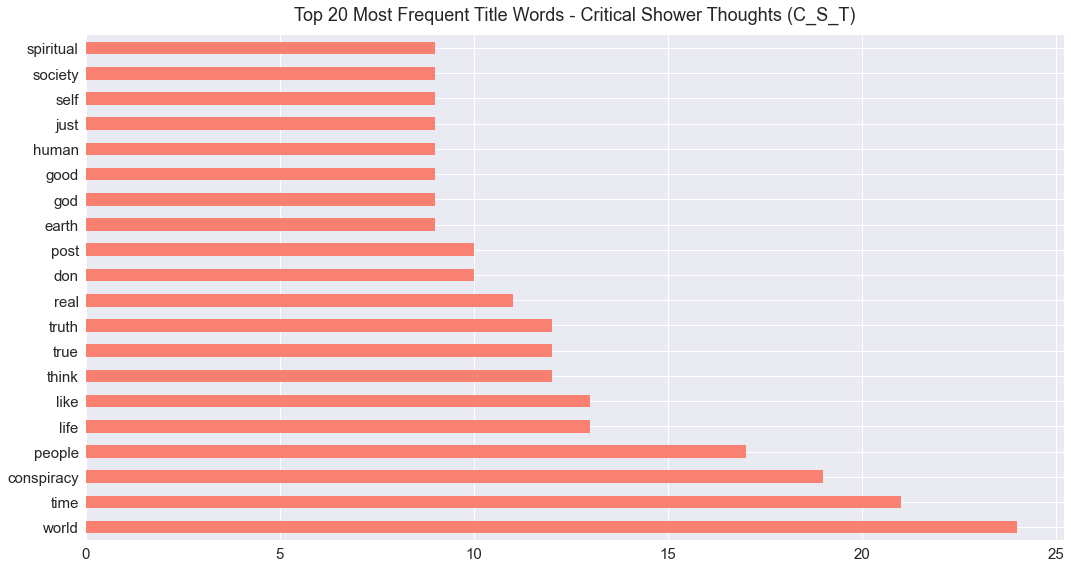 Top 20 Most Frequent Title Words - Critical Shower Thoughts (C_S_T)
spiritual
society
self
just
human
good
god
earth
post
don
real
truth
true
think
like
life
people
conspiracy
time
world
0 5 10 15 20 25